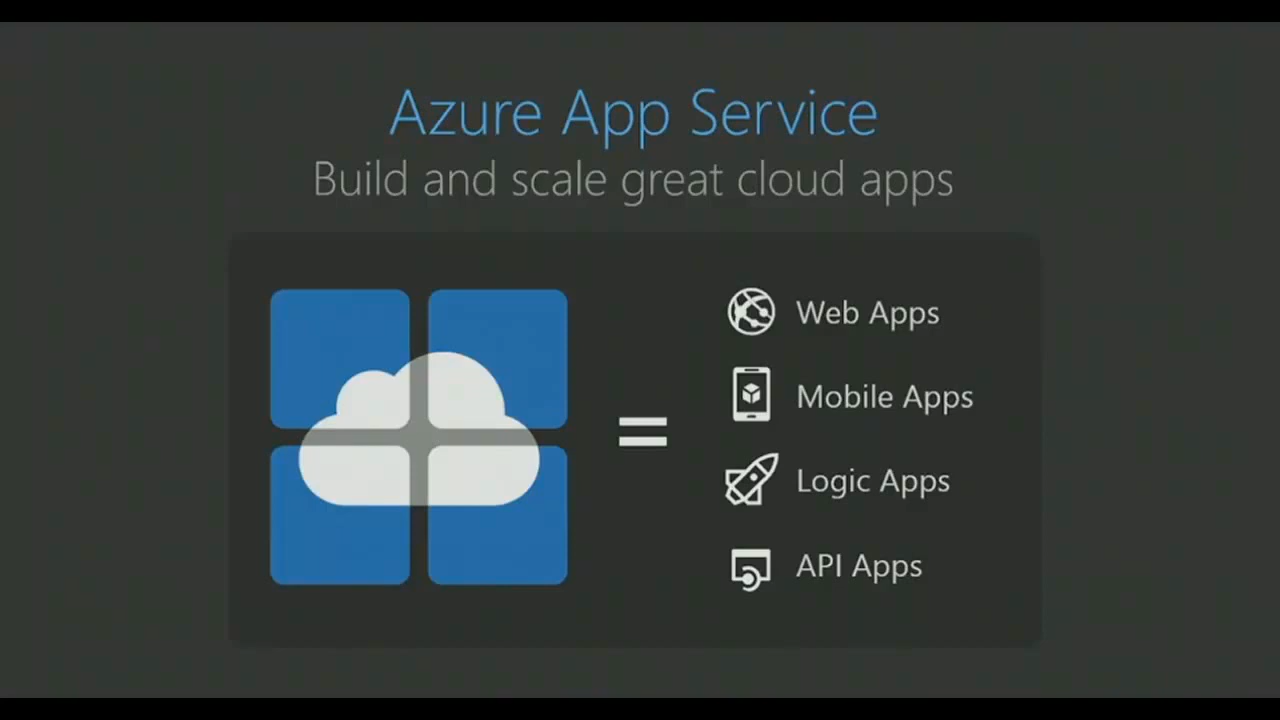 Azure App Service
Build and scale great cloud apps
=
Web Apps
Mobile Apps
Logic Apps
API Apps